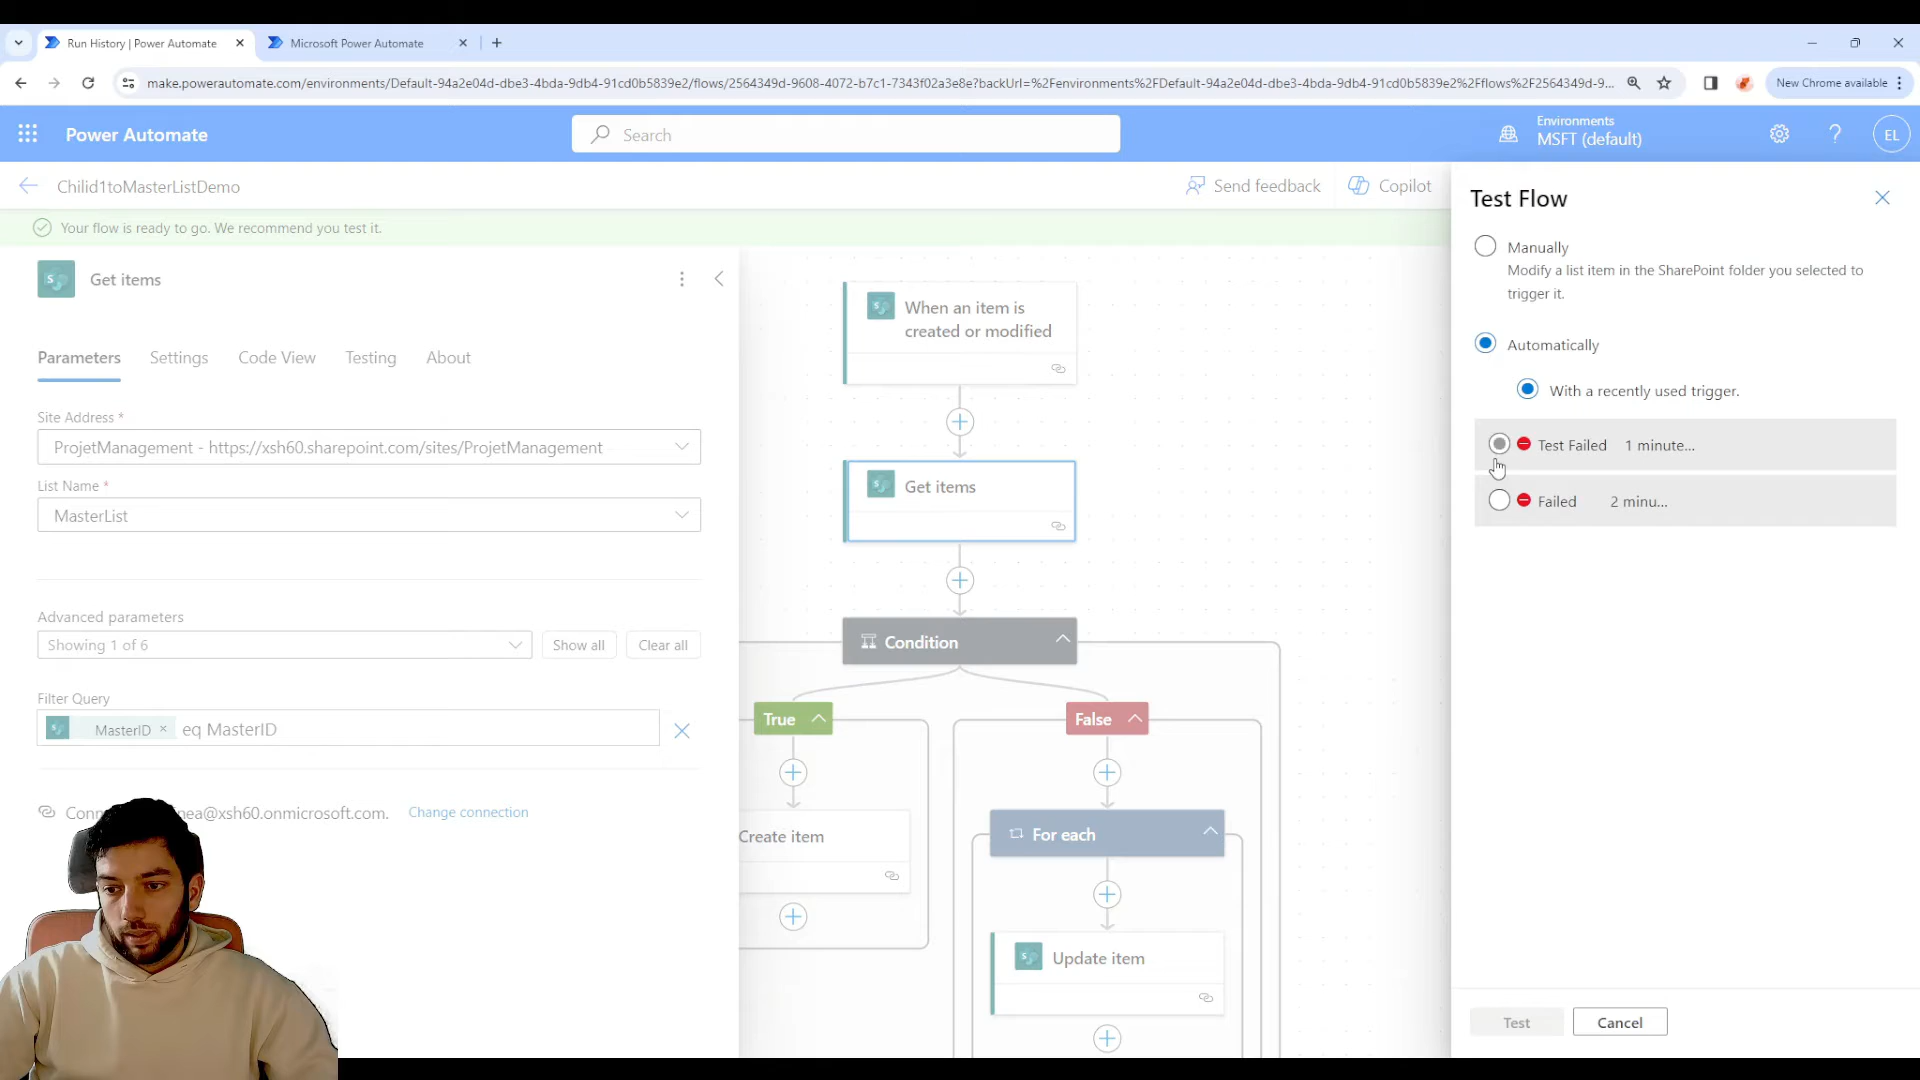 Run History | Power Automate
Microsoft Power Automate
make.powerautomate.com/environments/Default-94a2e04d-dbe3-4bda-9db4-91cd0b5839e2/flows/2564349d-9608-4072-b7c1-7343f02a3e8e?backUrl=%2Fenvironments%2FDefault-94a2e04d-dbe3-4bda-9db4-91cd0b5839e2%2Fflows%2F2564349d-9...
New Chrome available
Power Automate
Search
Environments
MSFT (default)
EL
Chilid1toMasterListDemo
Send feedback
Copilot
Your flow is ready to go. We recommend you test it.
Get items
Parameters
Settings
Code View
Testing
About
Site Address *
ProjetManagement - https://xsh60.sharepoint.com/sites/ProjetManagement
List Name *
MasterList
Advanced parameters
Showing 1 of 6
Show all
Clear all
Filter Query
MasterID × eq MasterID
nea@xsh60.onmicrosoft.com.
Change connection
When an item is
created or modified
Get items
Condition
True
False
Create item
For each
Update item
Test Flow
Manually
Modify a list item in the SharePoint folder you selected to
trigger it.
Automatically
With a recently used trigger.
Test Failed 1 minute...
Failed 2 minu...
Test
Cancel